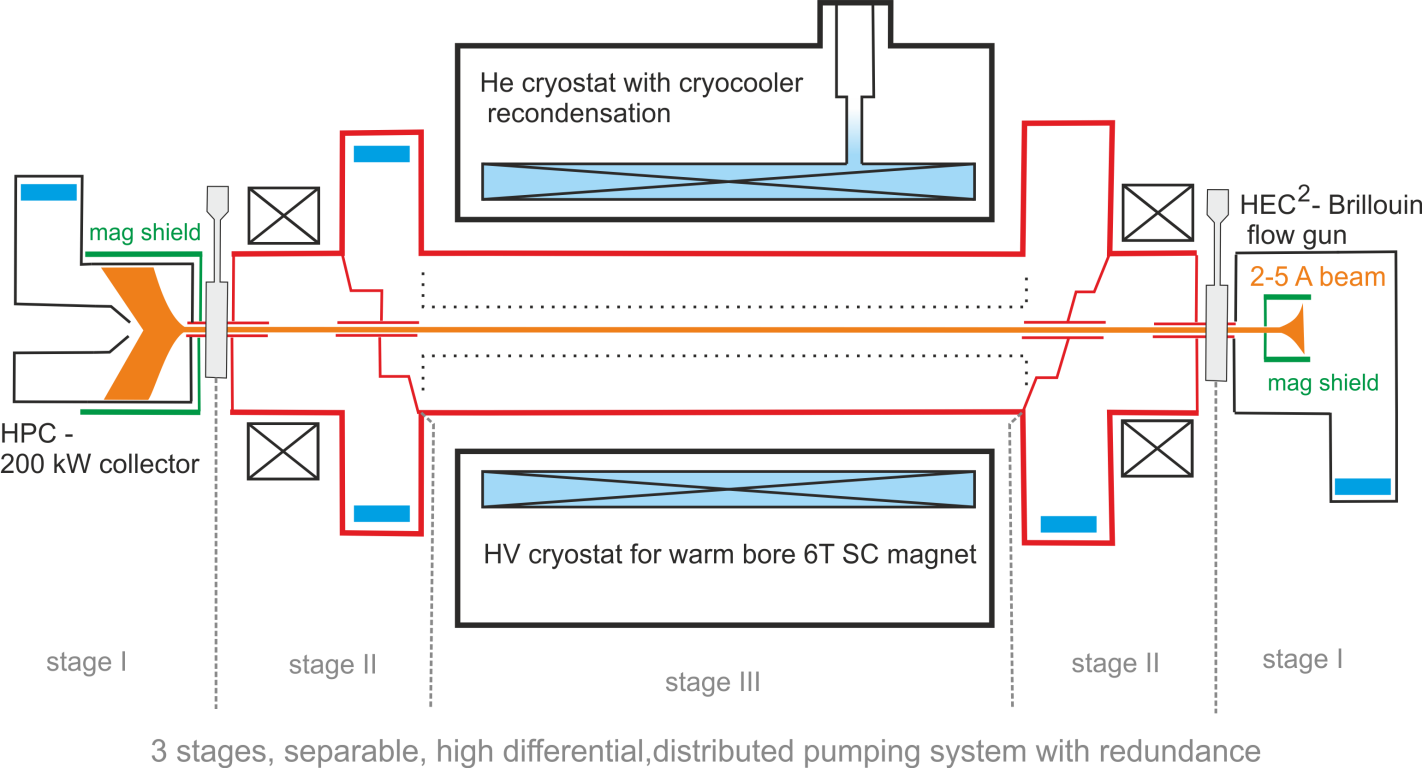 He cryostat with cryocooler
recondensation
mag shield
HEC2- Brillouin
flow gun
2-5 A beam
mag shield
HPC -
200 kW collector
HV cryostat for warm bore 6T SC magnet
stage I
stage II
stage III
stage II
stage I
3 stages, separable, high differential,distributed pumping system with redundance